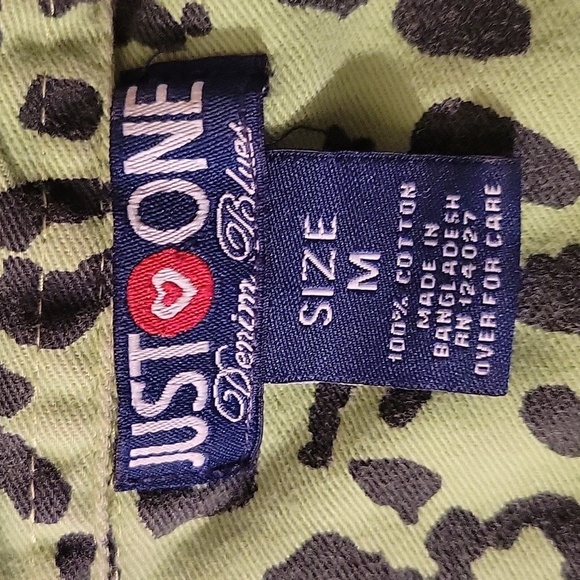 JUST ONE
Denim Blues
SIZE
M
100% COTTON
MADE IN
BANGLADESH
RN 124027
OVER FOR CARE